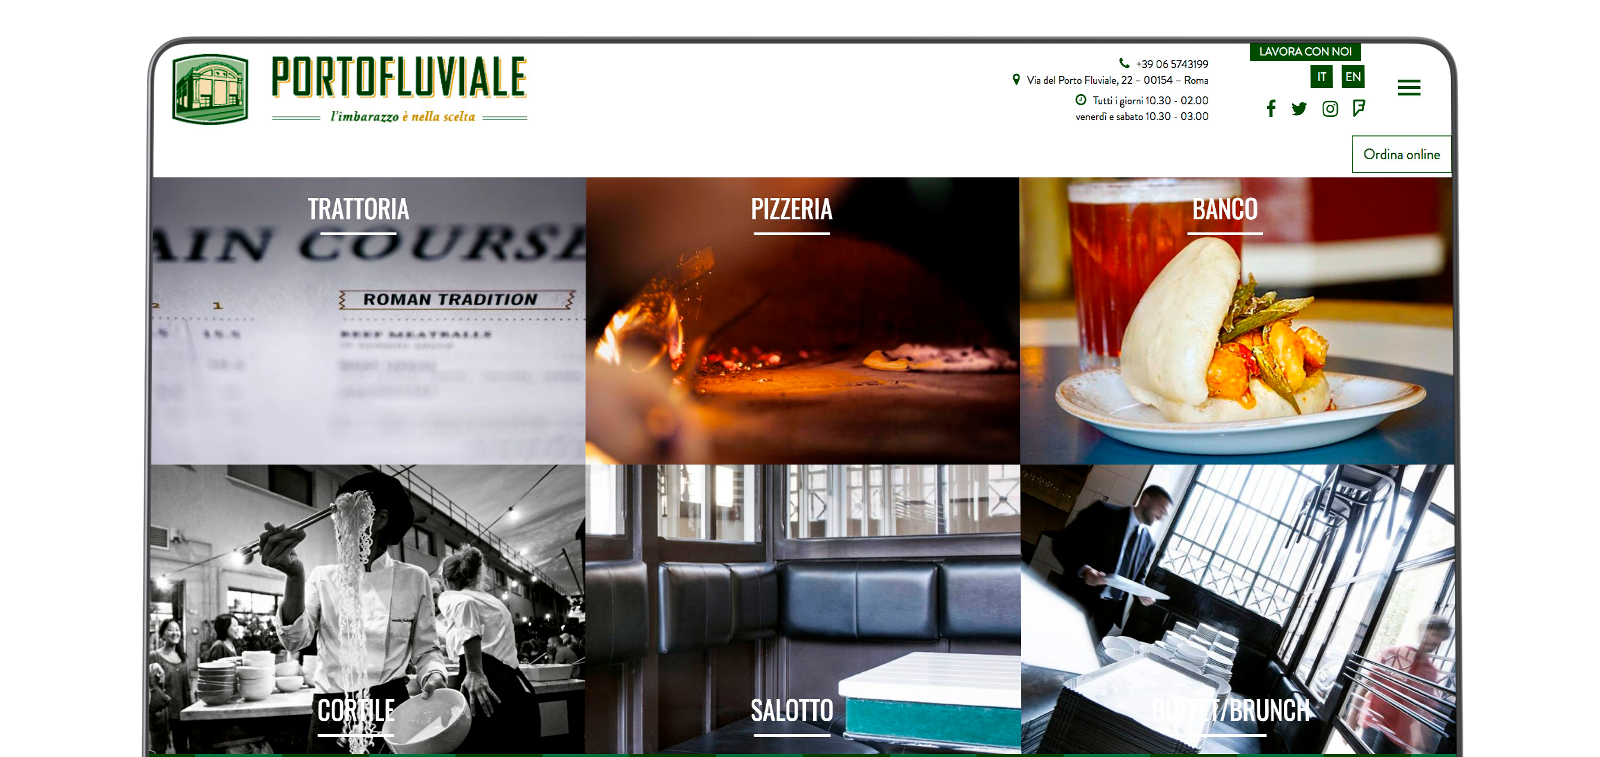 PORTOFLUVIALE
l'imbarazzo è nella scelta
+39 06 5743199
Via del Porto Fluviale, 22 – 00154 – Roma
Tutti i giorni 10.30 - 02.00
venerdì e sabato 10.30 - 03.00
LAVORA CON NOI
IT EN
Ordina online
TRATTORIA
AIN COURSE
1
ROMAN TRADITION
BEEF MEATBALLS
PIZZERIA
BANCO
CORTILE
SALOTTO
BUFFET/BRUNCH